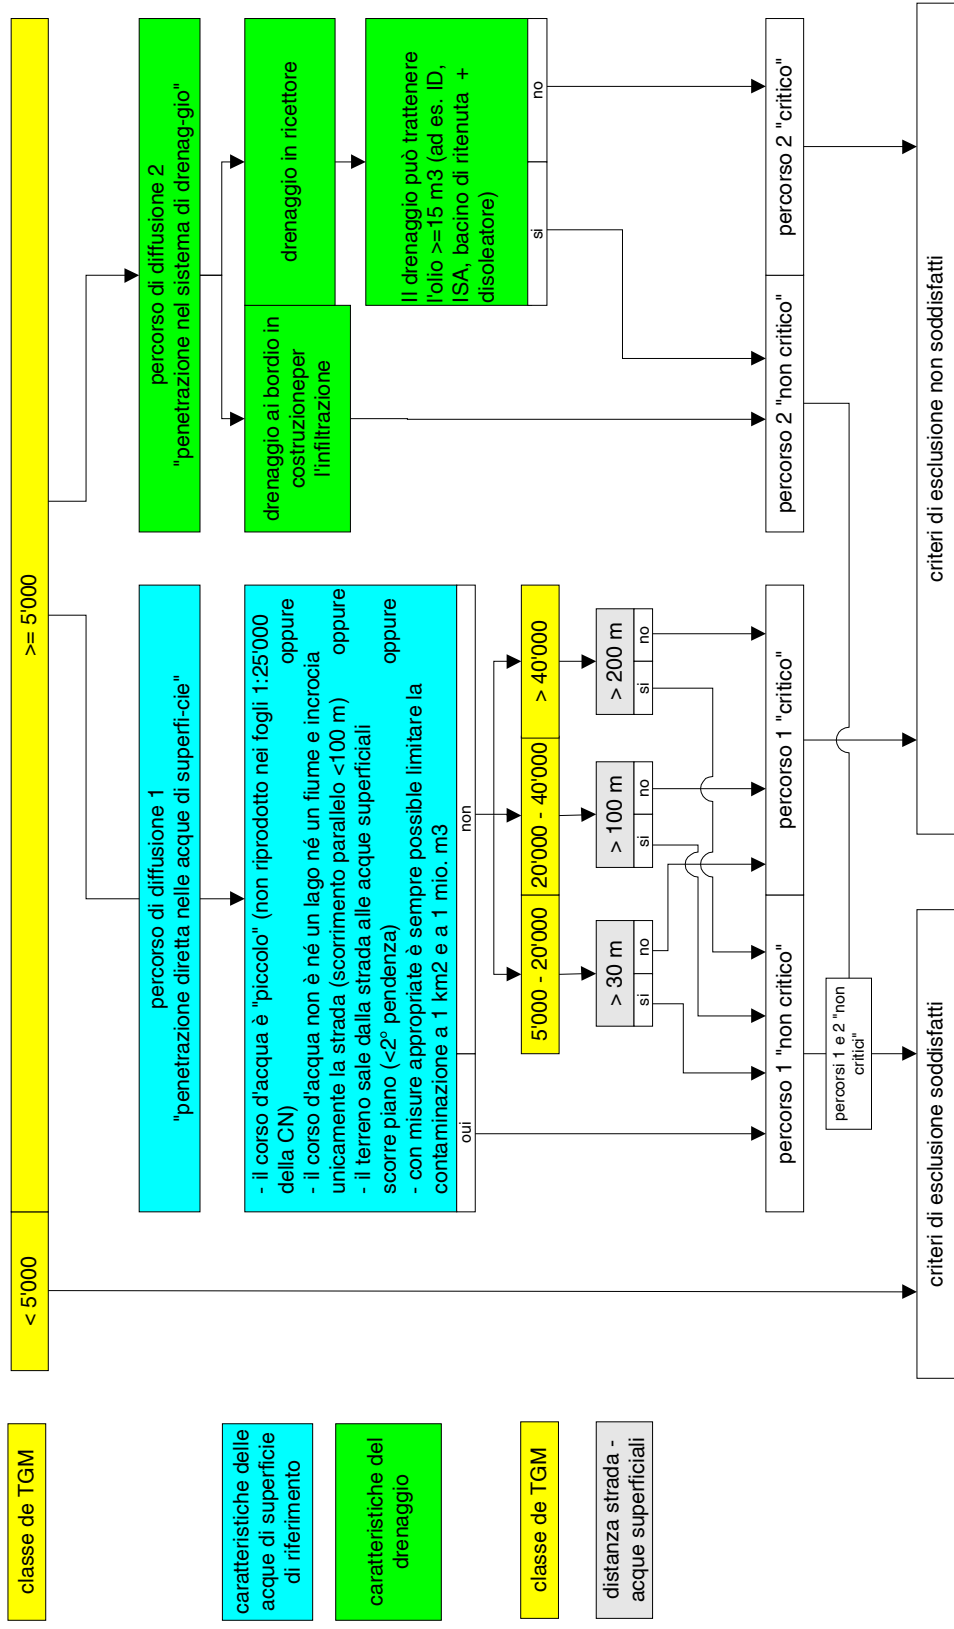 classe de TGM
< 5'000
>= 5'000
caratteristiche delle
acque di superficie
di riferimento
caratteristiche del
drenaggio
percorso di diffusione 1
"penetrazione diretta nelle acque di superfi-cie"
percorso di diffusione 2
"penetrazione nel sistema di drenag-gio"
- il corso d'acqua è "piccolo" (non riprodotto nei fogli 1:25'000
della CN) oppure
- il corso d'acqua non è né un lago né un fiume e incrocia
unicamente la strada (scorrimento parallelo <100 m) oppure
- il terreno sale dalla strada alle acque superficiali
scorre piano (<2° pendenza) oppure
- con misure appropriate è sempre possible limitare la
contaminazione a 1 km2 e a 1 mio. m3
oui
non
drenaggio ai bordio in
costruzioneper
l'infiltrazione
drenaggio in ricettore
Il drenaggio può trattenere
l'olio >=15 m3 (ad es. ID,
ISA, bacino di ritenuta +
disoleatore)
si
no
classe de TGM
5'000 - 20'000
20'000 - 40'000
> 40'000
distanza strada -
acque superficiali
> 30 m
si
no
> 100 m
si
no
> 200 m
si
no
percorso 1 "non critico"
percorso 1 "critico"
percorso 2 "non critico"
percorso 2 "critico"
percorsi 1 e 2 "non
critici"
criteri di esclusione soddisfatti
criteri di esclusione non soddisfatti